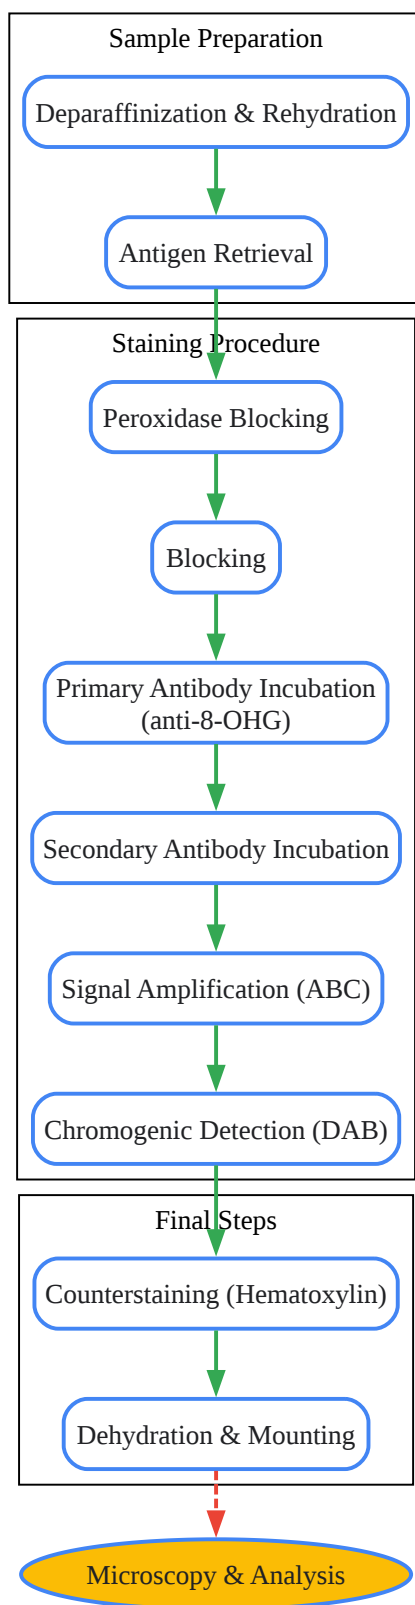 Sample Preparation
Deparaffinization & Rehydration
Antigen Retrieval
Staining Procedure
Peroxidase Blocking
Blocking
Primary Antibody Incubation
(anti-8-OHG)
Secondary Antibody Incubation
Signal Amplification (ABC)
Chromogenic Detection (DAB)
Final Steps
Counterstaining (Hematoxylin)
Dehydration & Mounting
Microscopy & Analysis